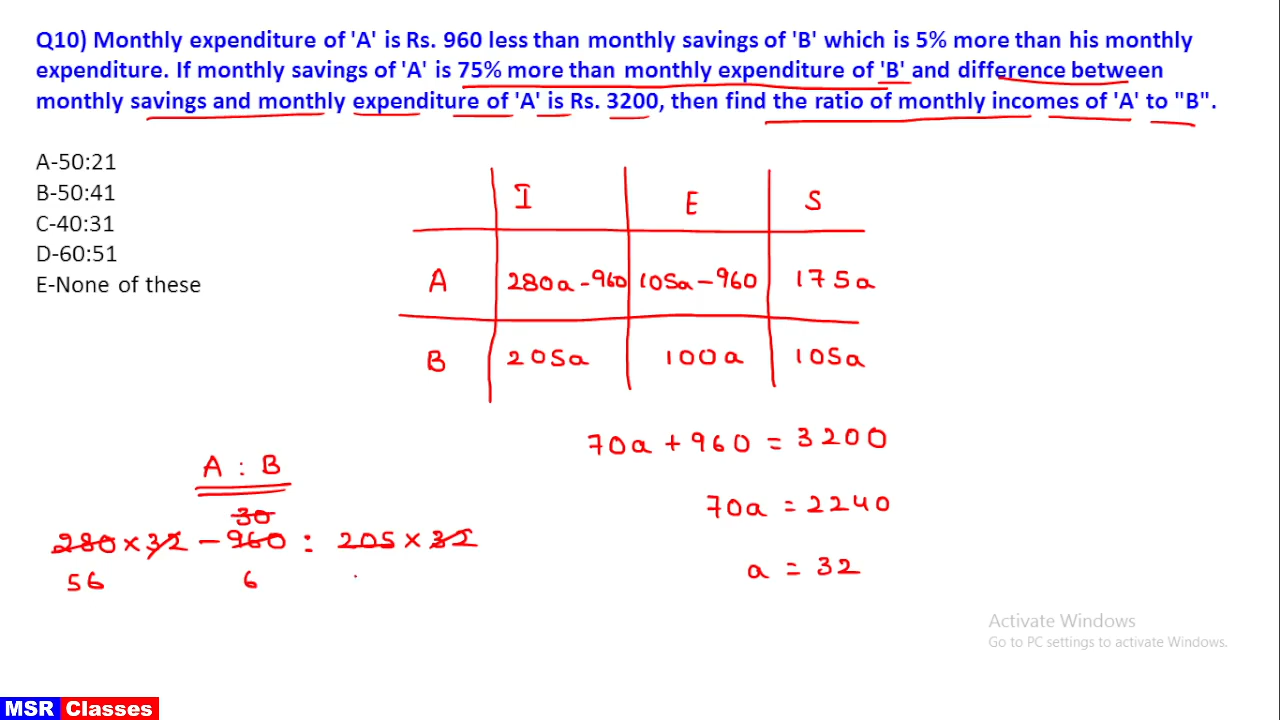 Q10) Monthly expenditure of 'A' is Rs. 960 less than monthly savings of 'B' which is 5% more than his monthly
expenditure. If monthly savings of 'A' is 75% more than monthly expenditure of 'B' and difference between
monthly savings and monthly expenditure of 'A' is Rs. 3200, then find the ratio of monthly incomes of 'A' to "B".
A-50:21
B-50:41
C-40:31
D-60:51
E-None of these
I E S
A 280a-960 105a-960 175a
B 205a 100a 105a
70a + 960 = 3200
70a = 2240
a = 32
A : B
30
280 × 32 - 960 : 205 × 32
56 6
Activate Windows
Go to PC settings to activate Windows.
MSR Classes